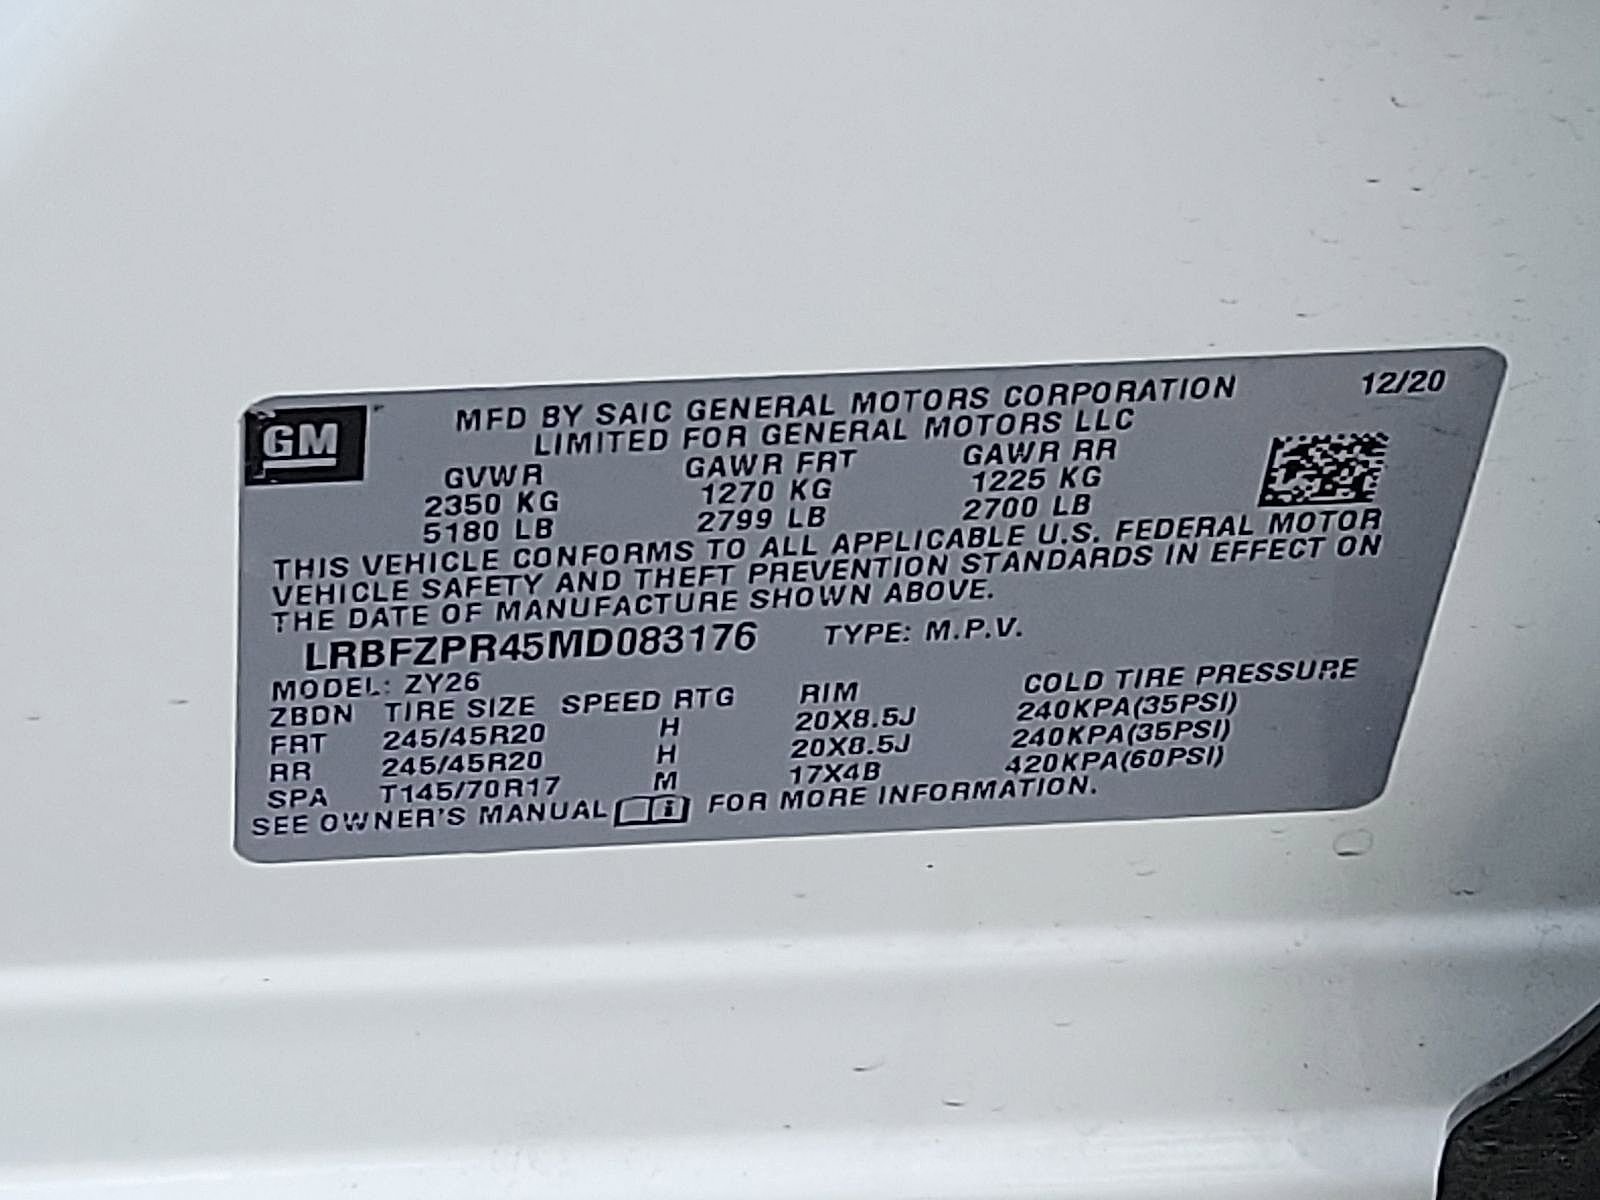 GM MFD BY SAIC GENERAL MOTORS CORPORATION 12/20
LIMITED FOR GENERAL MOTORS LLC
GVWR GAWR FRT GAWR RR
2350 KG 1270 KG 1225 KG
5180 LB 2799 LB 2700 LB
THIS VEHICLE CONFORMS TO ALL APPLICABLE U.S. FEDERAL MOTOR
VEHICLE SAFETY AND THEFT PREVENTION STANDARDS IN EFFECT ON
THE DATE OF MANUFACTURE SHOWN ABOVE.
LRBFZPR45MD083176 TYPE: M.P.V.
MODEL: ZY26
ZBDN TIRE SIZE SPEED RTG RIM COLD TIRE PRESSURE
FRT 245/45R20 H 20X8.5J 240KPA(35PSI)
RR 245/45R20 H 20X8.5J 240KPA(35PSI)
SPA T145/70R17 M 17X4B 420KPA(60PSI)
SEE OWNER'S MANUAL FOR MORE INFORMATION.